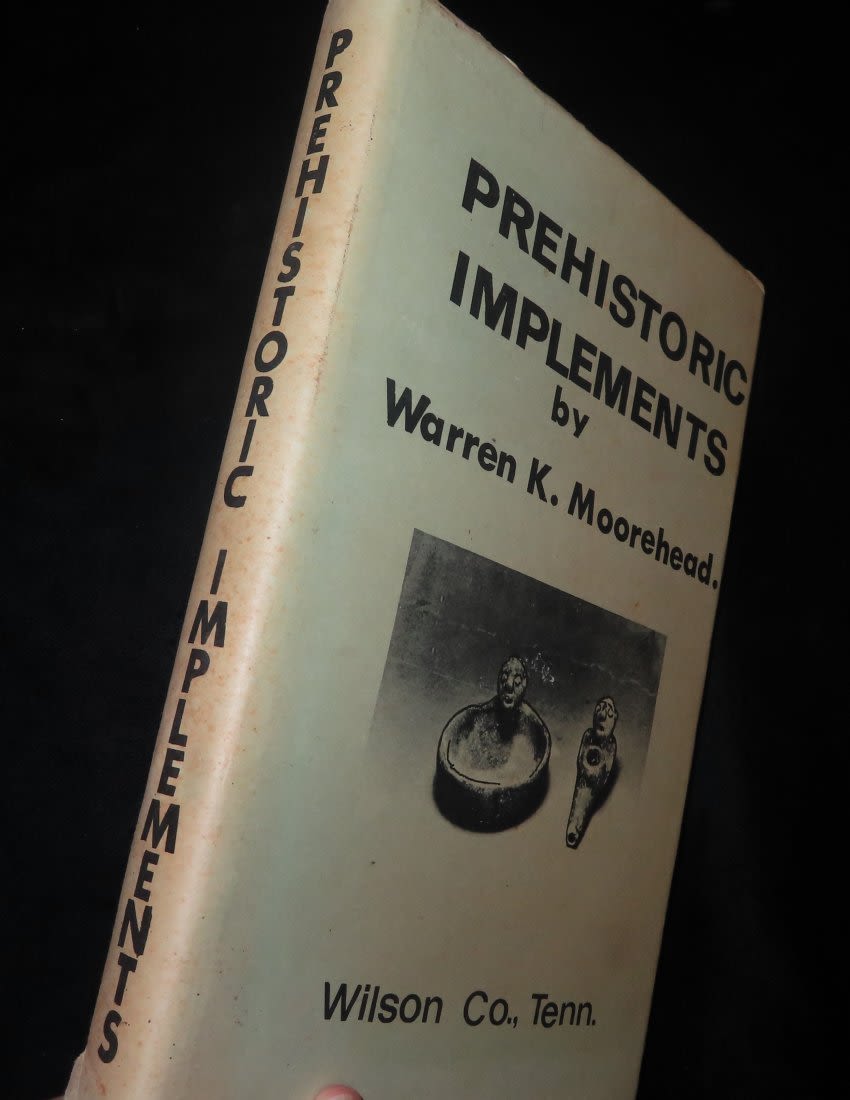 PREHISTORIC IMPLEMENTS
PREHISTORIC
IMPLEMENTS
by
Warren K. Moorehead.
Wilson Co., Tenn.